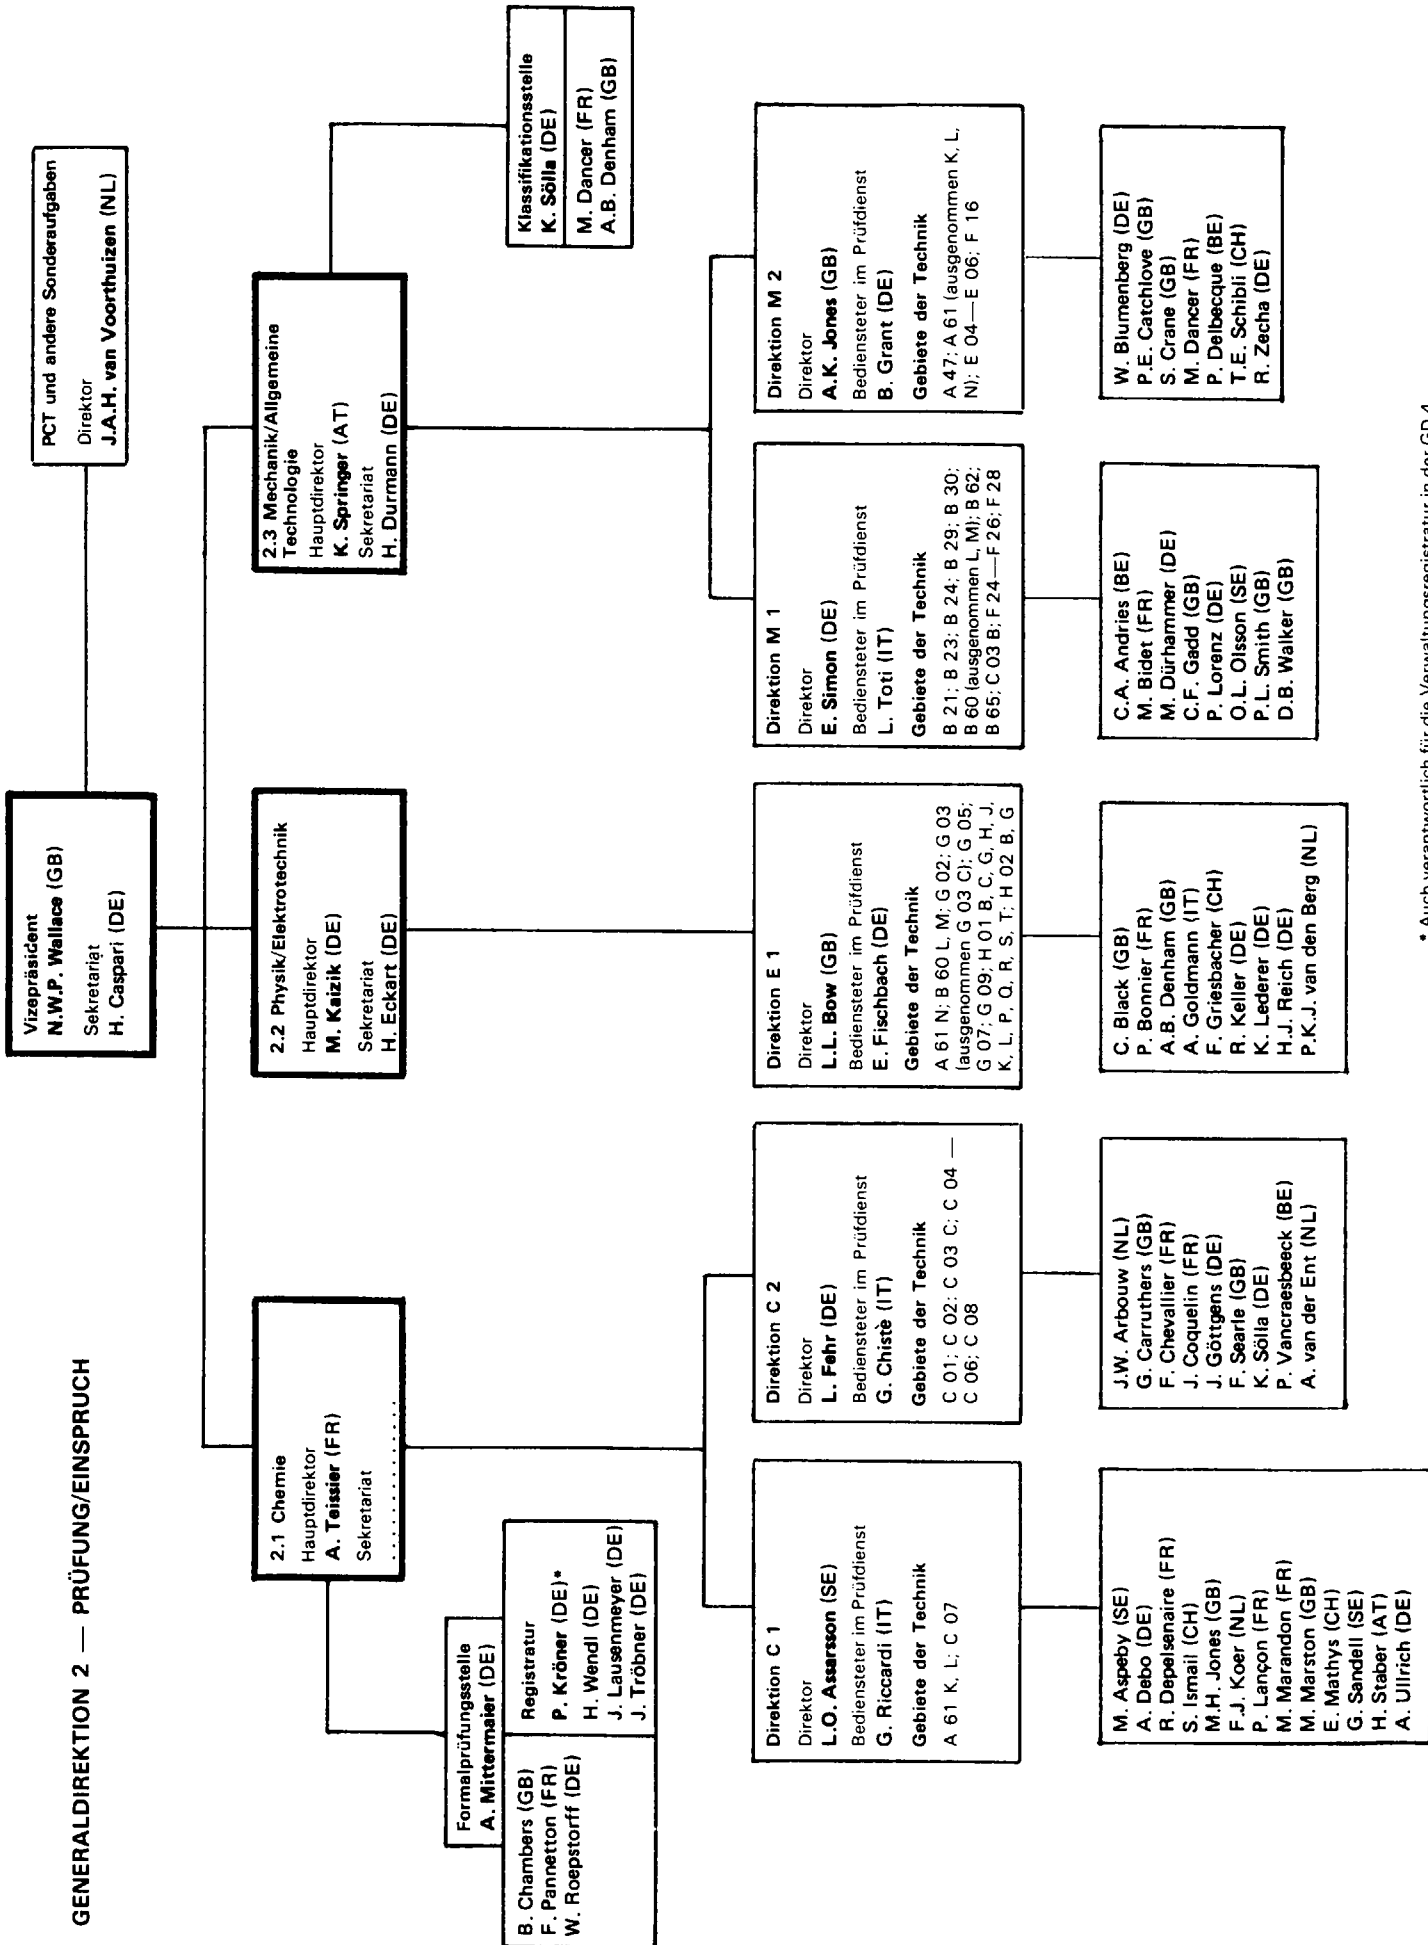 GENERALDIREKTION 2 — PRÜFUNG/EINSPRUCH
Vizepräsident
N.W.P. Wallace (GB)
Sekretariat
H. Caspari (DE)
PCT und andere Sonderaufgaben
Direktor
J.A.H. van Voorthuizen (NL)
2.1 Chemie
Hauptdirektor
A. Teissier (FR)
Sekretariat
. . . . . . . . . . . . . . . . . .
2.2 Physik/Elektrotechnik
Hauptdirektor
M. Kaizik (DE)
Sekretariat
H. Eckart (DE)
2.3 Mechanik/Allgemeine
Technologie
Hauptdirektor
K. Springer (AT)
Sekretariat
H. Durmann (DE)
Formalprüfungsstelle
A. Mittermaier (DE)
B. Chambers (GB)
F. Pannetton (FR)
W. Roepstorff (DE)
Registratur
P. Kröner (DE)*
H. Wendl (DE)
J. Lausenmeyer (DE)
J. Tröbner (DE)
Klassifikationsstelle
K. Sölla (DE)
M. Dancer (FR)
A.B. Denham (GB)
Direktion C 1
Direktor
L.O. Assarsson (SE)
Bediensteter im Prüfdienst
G. Riccardi (IT)
Gebiete der Technik
A 61 K, L; C 07
Direktion C 2
Direktor
L. Fehr (DE)
Bediensteter im Prüfdienst
G. Chistè (IT)
Gebiete der Technik
C 01; C 02; C 03 C; C 04 —
C 06; C 08
Direktion E 1
Direktor
L.L. Bow (GB)
Bediensteter im Prüfdienst
E. Fischbach (DE)
Gebiete der Technik
A 61 N; B 60 L, M; G 02; G 03
(ausgenommen G 03 C); G 05;
G 07; G 09; H 01 B, C, G, H, J,
K, L, P, Q, R, S, T; H 02 B, G
Direktion M 1
Direktor
E. Simon (DE)
Bediensteter im Prüfdienst
L. Toti (IT)
Gebiete der Technik
B 21; B 23; B 24; B 29; B 30;
B 60 (ausgenommen L, M); B 62;
B 65; C 03 B; F 24—F 26; F 28
Direktion M 2
Direktor
A.K. Jones (GB)
Bediensteter im Prüfdienst
B. Grant (DE)
Gebiete der Technik
A 47; A 61 (ausgenommen K, L,
N); E 04—E 06; F 16
M. Aspeby (SE)
A. Debo (DE)
R. Depelsenaire (FR)
S. Ismail (CH)
M.H. Jones (GB)
F.J. Koer (NL)
P. Lançon (FR)
M. Marandon (FR)
M. Marston (GB)
E. Mathys (CH)
G. Sandell (SE)
H. Staber (AT)
A. Ullrich (DE)
J.W. Arbouw (NL)
G. Carruthers (GB)
F. Chevallier (FR)
J. Coquelin (FR)
J. Göttgens (DE)
F. Searle (GB)
K. Sölla (DE)
P. Vancraesbeeck (BE)
A. van der Ent (NL)
C. Black (GB)
P. Bonnier (FR)
A.B. Denham (GB)
A. Goldmann (IT)
F. Griesbacher (CH)
R. Keller (DE)
K. Lederer (DE)
H.J. Reich (DE)
P.K.J. van den Berg (NL)
C.A. Andries (BE)
M. Bidet (FR)
M. Dürhammer (DE)
C.F. Gadd (GB)
P. Lorenz (DE)
O.L. Olsson (SE)
P.L. Smith (GB)
D.B. Walker (GB)
W. Blumenberg (DE)
P.E. Catchlove (GB)
S. Crane (GB)
M. Dancer (FR)
P. Delbecque (BE)
T.E. Schibli (CH)
R. Zecha (DE)
* Auch verantwortlich für die Verwaltungsregistratur in der GD 4